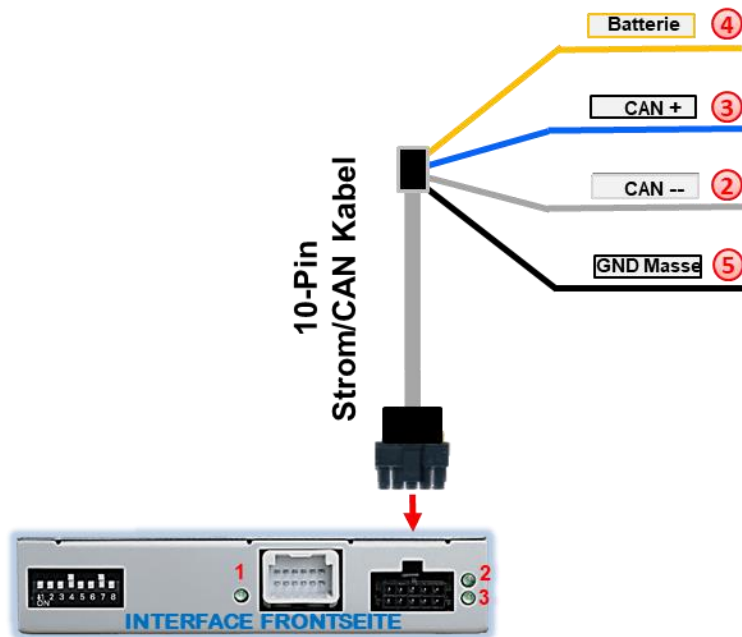 Batterie 4
CAN + 3
CAN -- 2
GND Masse 5
10-Pin
Strom/CAN Kabel
1
2
3
1 2 3 4 5 6 7 8
ON
INTERFACE FRONTSEITE